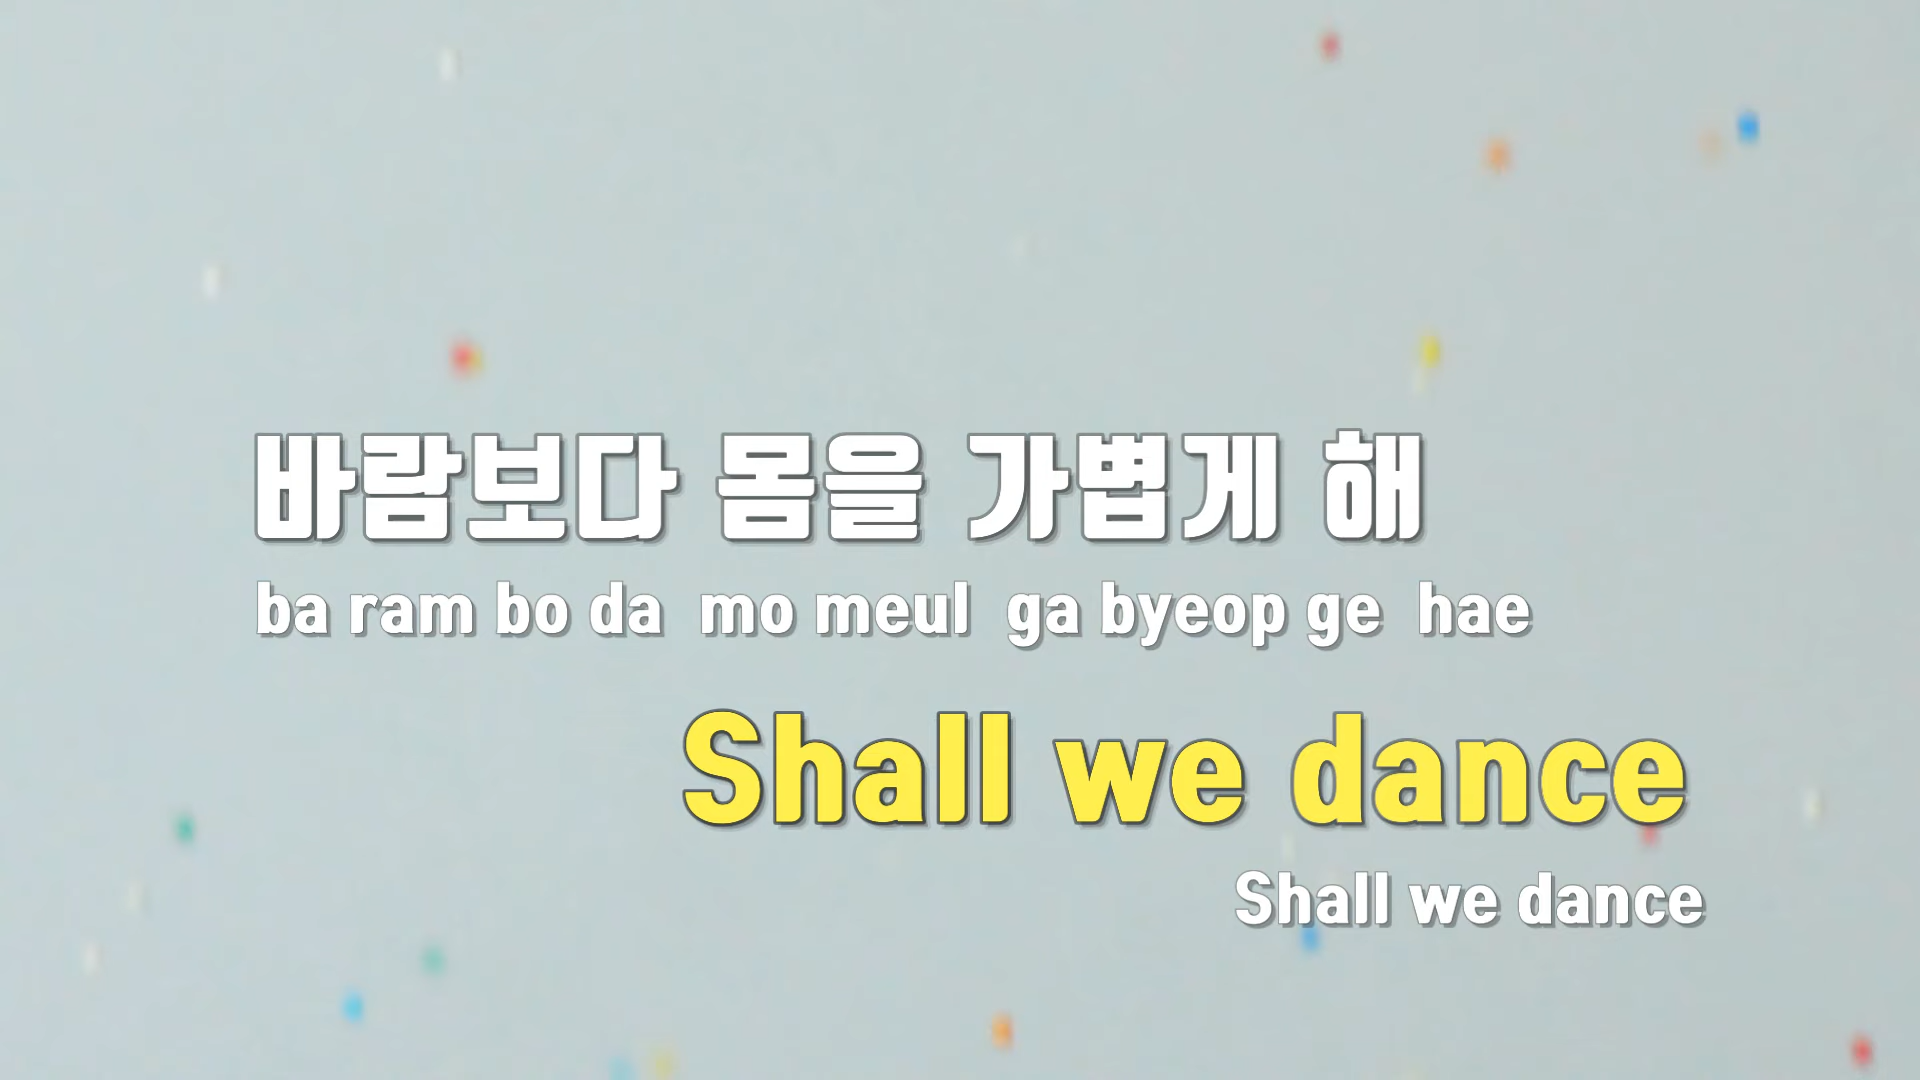 바람보다 몸을 가볍게 해
ba ram bo da mo meul ga byeop ge hae
Shall we dance
Shall we dance